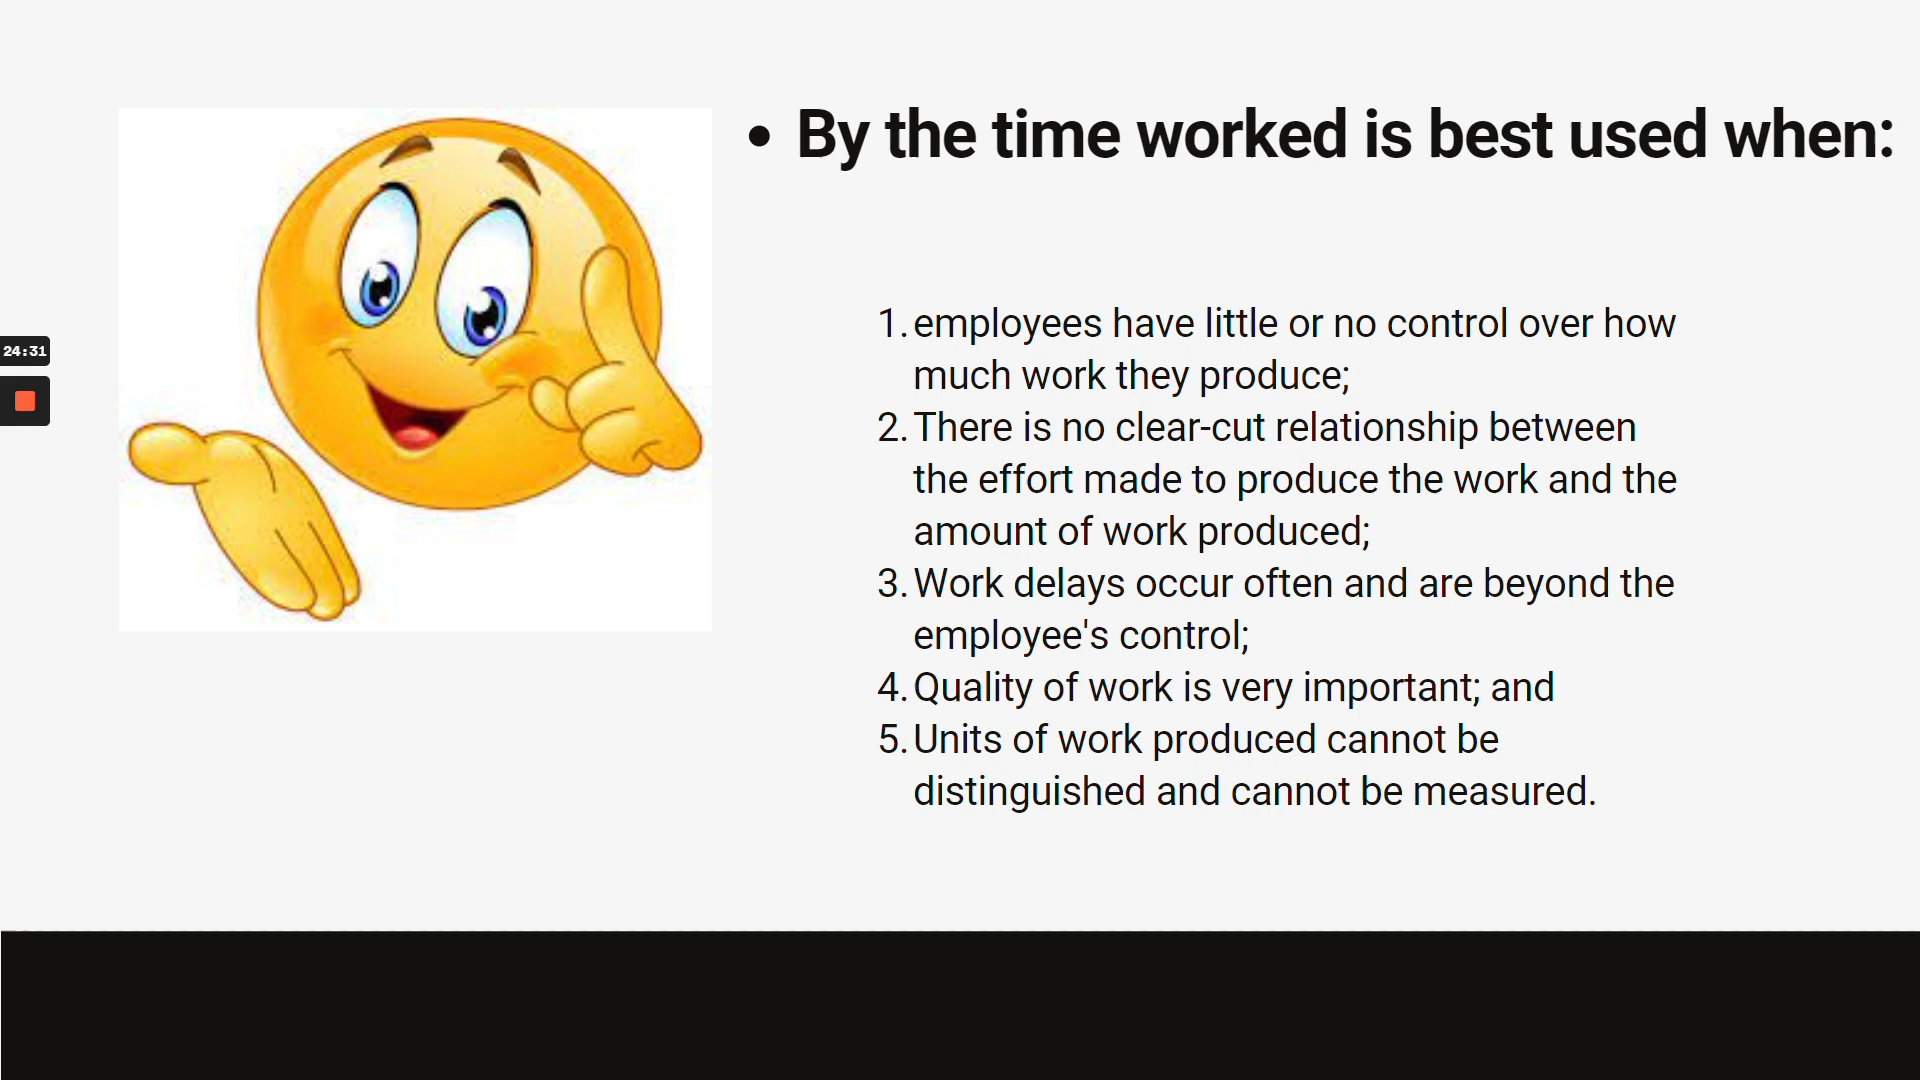 • By the time worked is best used when:
24:31
1. employees have little or no control over how
much work they produce;
2. There is no clear-cut relationship between
the effort made to produce the work and the
amount of work produced;
3. Work delays occur often and are beyond the
employee's control;
4. Quality of work is very important; and
5. Units of work produced cannot be
distinguished and cannot be measured.